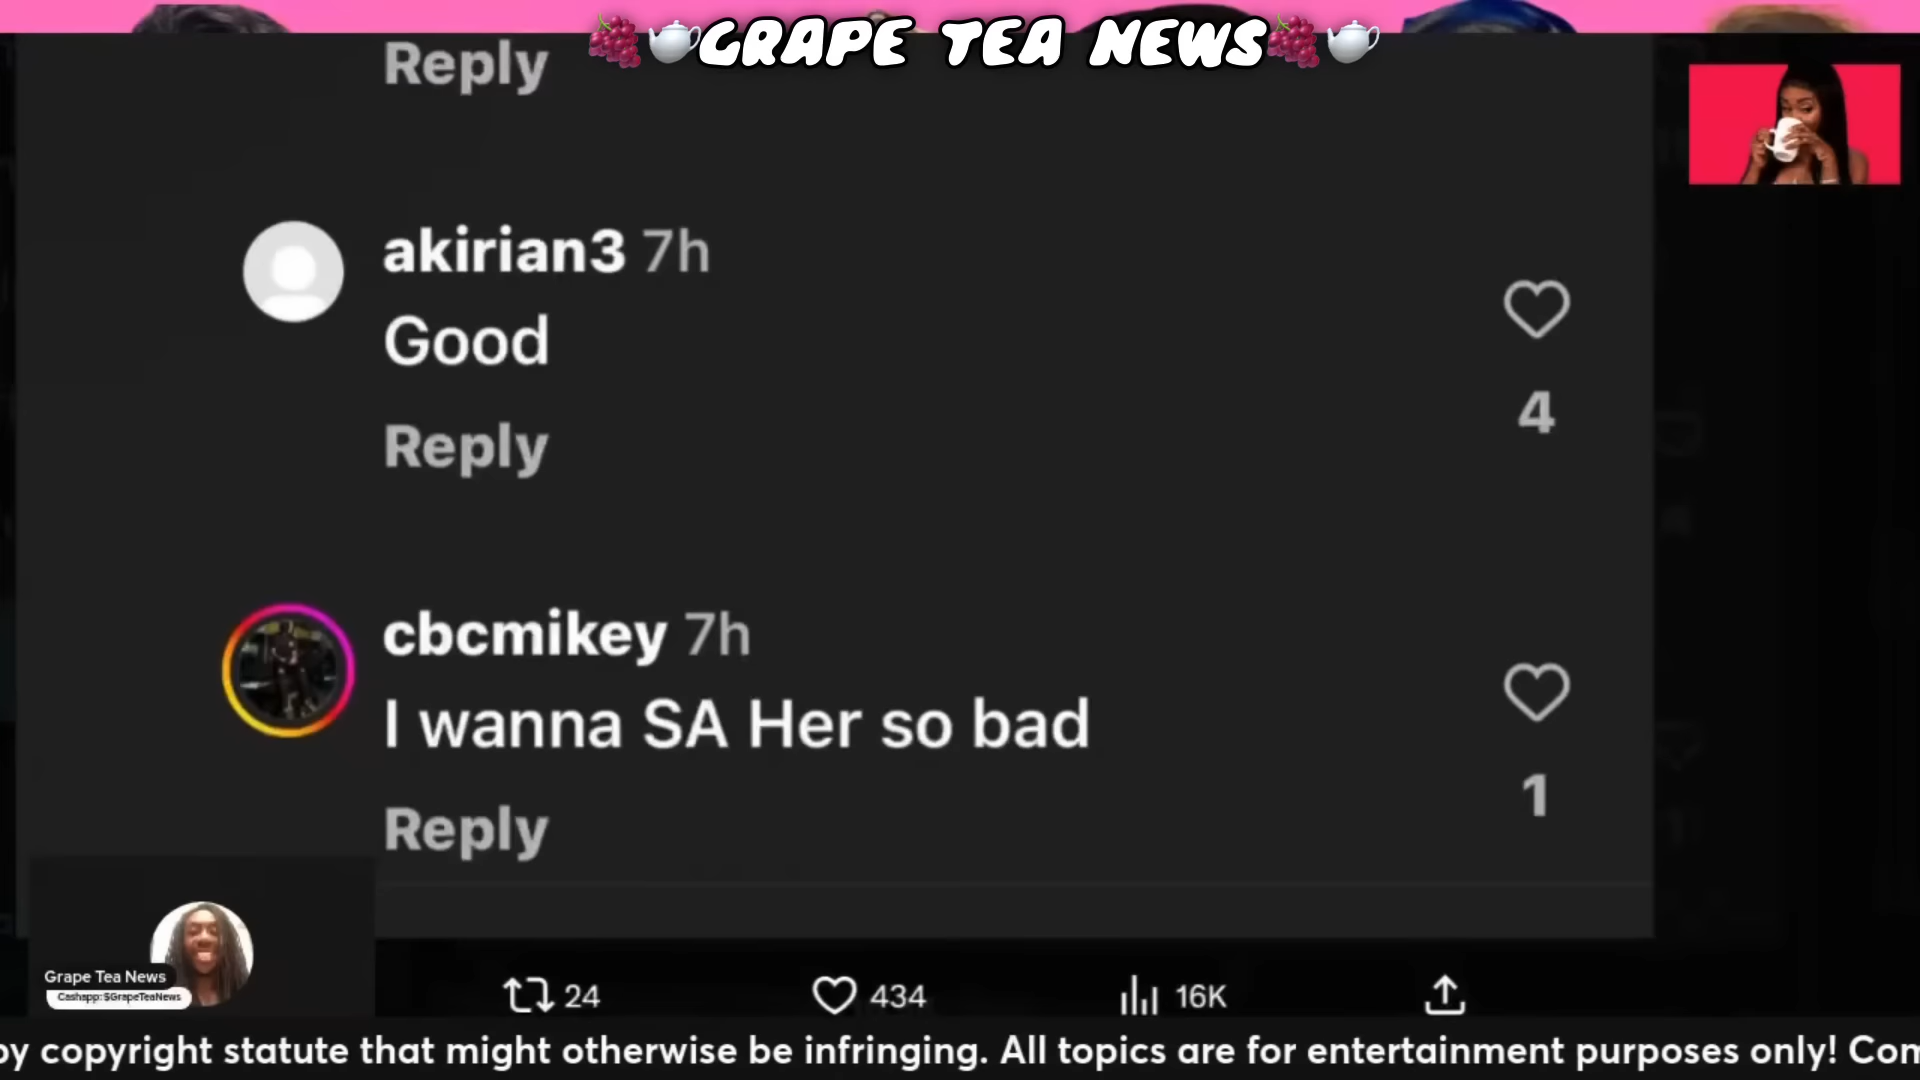 GRAPE TEA NEWS
Reply
akirian3 7h
Good
4
Reply
cbcmikey 7h
I wanna SA Her so bad
1
Reply
Grape Tea News
Cashapp: $GrapeTeaNews
24
434
16K
by copyright statute that might otherwise be infringing. All topics are for entertainment purposes only! Com